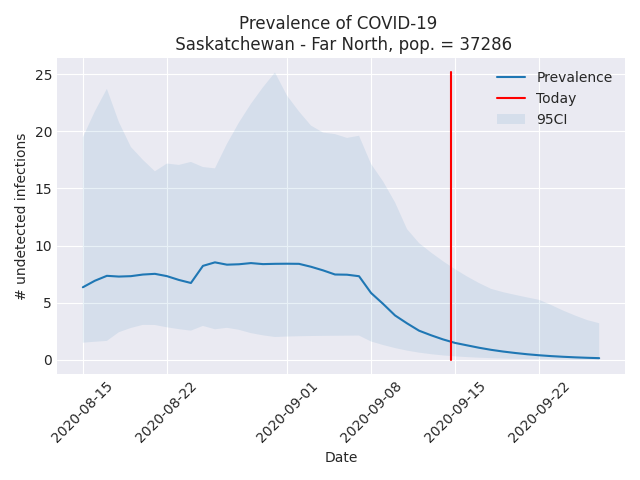 Prevalence of COVID-19
Saskatchewan - Far North, pop. = 37286
25
20
15
10
5
0
# undetected infections
Prevalence
Today
95CI
2020-08-15
2020-08-22
2020-09-01
2020-09-08
2020-09-15
2020-09-22
Date